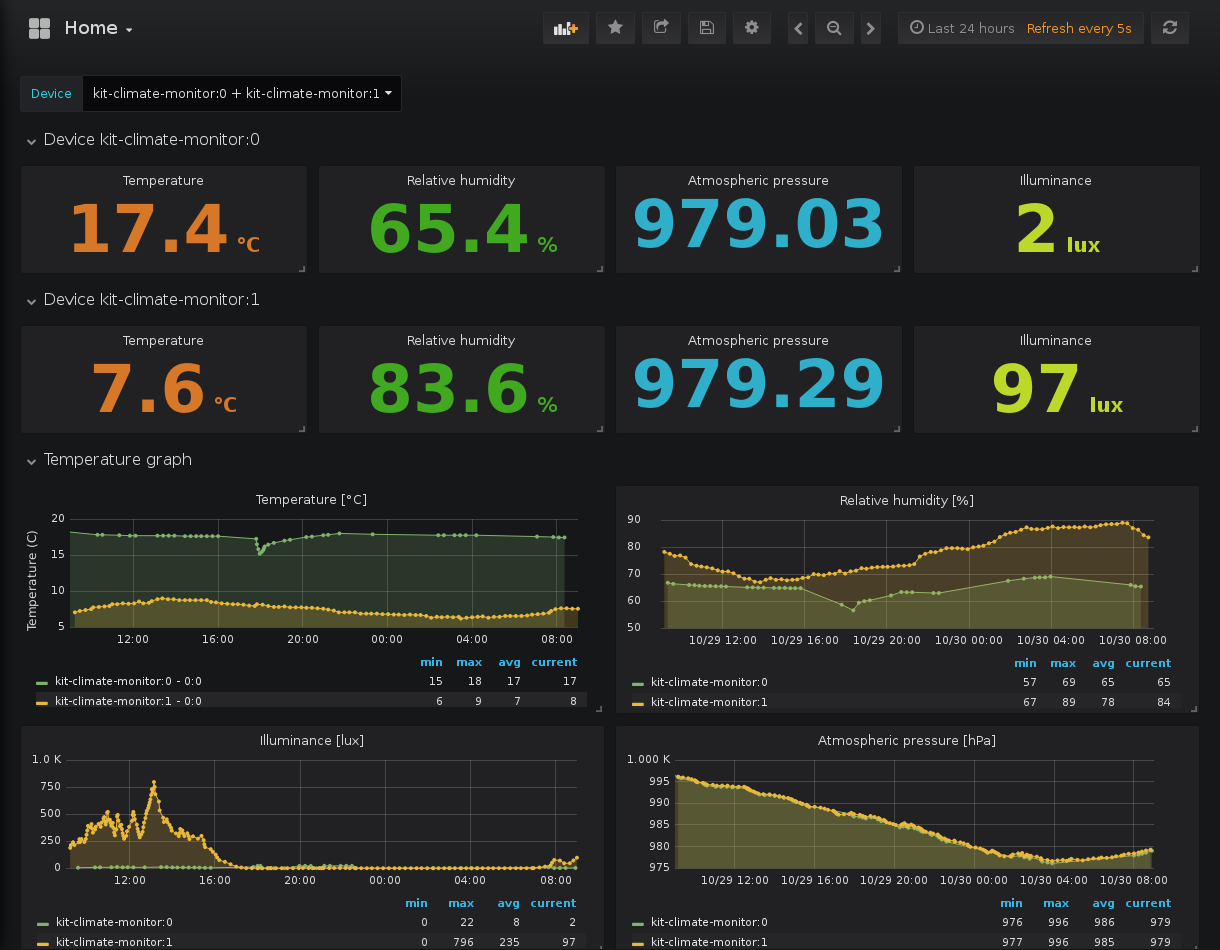 Home
Last 24 hours Refresh every 5s
Device kit-climate-monitor:0 + kit-climate-monitor:1
Device kit-climate-monitor:0
Temperature Relative humidity Atmospheric pressure Illuminance
17.4 °C 65.4 % 979.03 2 lux
Device kit-climate-monitor:1
Temperature Relative humidity Atmospheric pressure Illuminance
7.6 °C 83.6 % 979.29 97 lux
Temperature graph
Temperature [°C]
Temperature (C)
20
15
10
5
12:00 16:00 20:00 00:00 04:00 08:00
min max avg current
kit-climate-monitor:0 - 0:0 15 18 17 17
kit-climate-monitor:1 - 0:0 6 9 7 8
Relative humidity [%]
90
80
70
60
50
10/29 12:00 10/29 16:00 10/29 20:00 10/30 00:00 10/30 04:00 10/30 08:00
min max avg current
kit-climate-monitor:0 57 69 65 65
kit-climate-monitor:1 67 89 78 84
Illuminance [lux]
1.0 K
750
500
250
0
12:00 16:00 20:00 00:00 04:00 08:00
min max avg current
kit-climate-monitor:0 0 22 8 2
kit-climate-monitor:1 0 796 235 97
Atmospheric pressure [hPa]
1.000 K
995
990
985
980
975
10/29 12:00 10/29 16:00 10/29 20:00 10/30 00:00 10/30 04:00 10/30 08:00
min max avg current
kit-climate-monitor:0 976 996 986 979
kit-climate-monitor:1 977 996 985 979